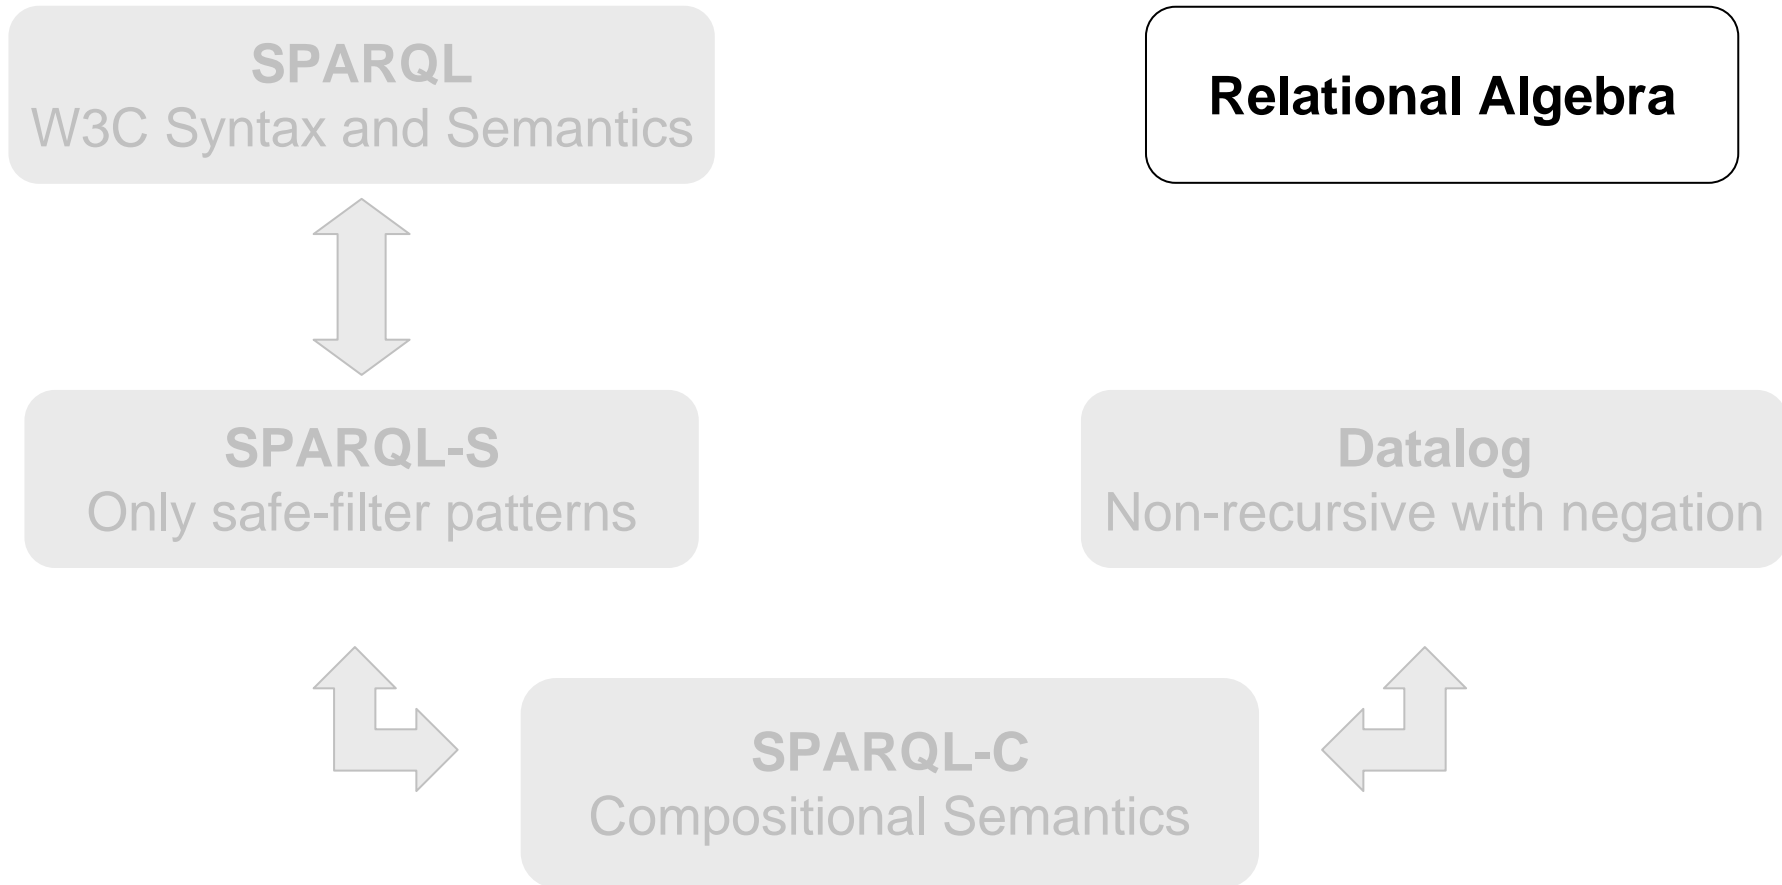 SPARQL
W3C Syntax and Semantics
Relational Algebra
SPARQL-S
Only safe-filter patterns
Datalog
Non-recursive with negation
SPARQL-C
Compositional Semantics